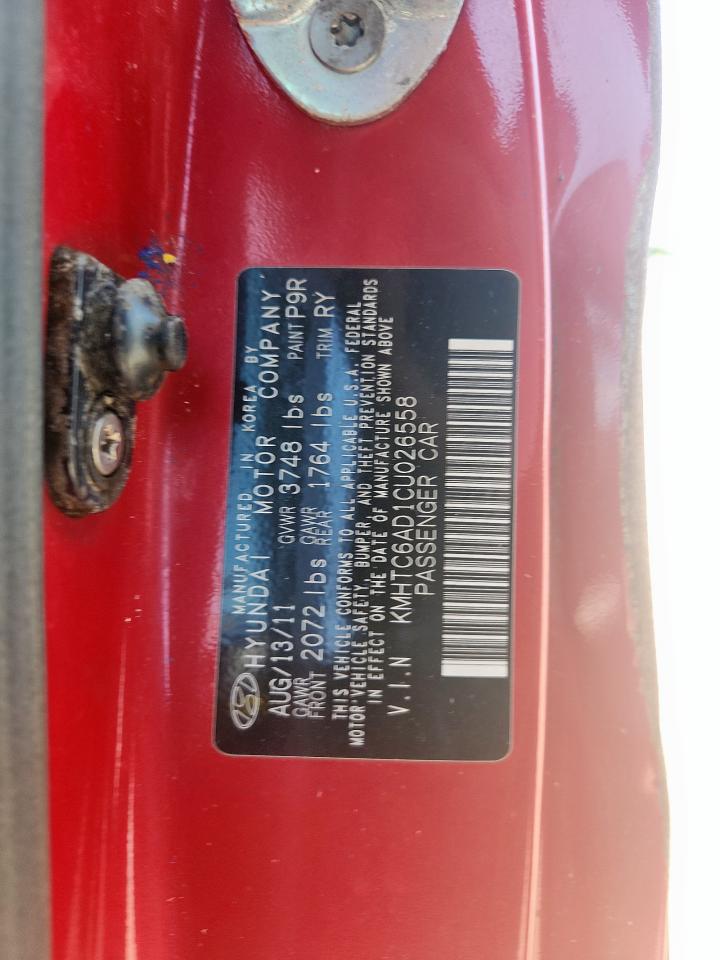 MANUFACTURED IN KOREA BY
HYUNDAI MOTOR COMPANY
AUG/13/11 GVWR 3748 lbs PAINT P9R
GAWR FRONT 2072 lbs GAWR REAR 1764 lbs TRIM RY
THIS VEHICLE CONFORMS TO ALL APPLICABLE U.S.A. FEDERAL
MOTOR VEHICLE SAFETY, BUMPER, AND THEFT PREVENTION STANDARDS
IN EFFECT ON THE DATE OF MANUFACTURE SHOWN ABOVE
V.I.N KMHTC6AD1CU026558
PASSENGER CAR